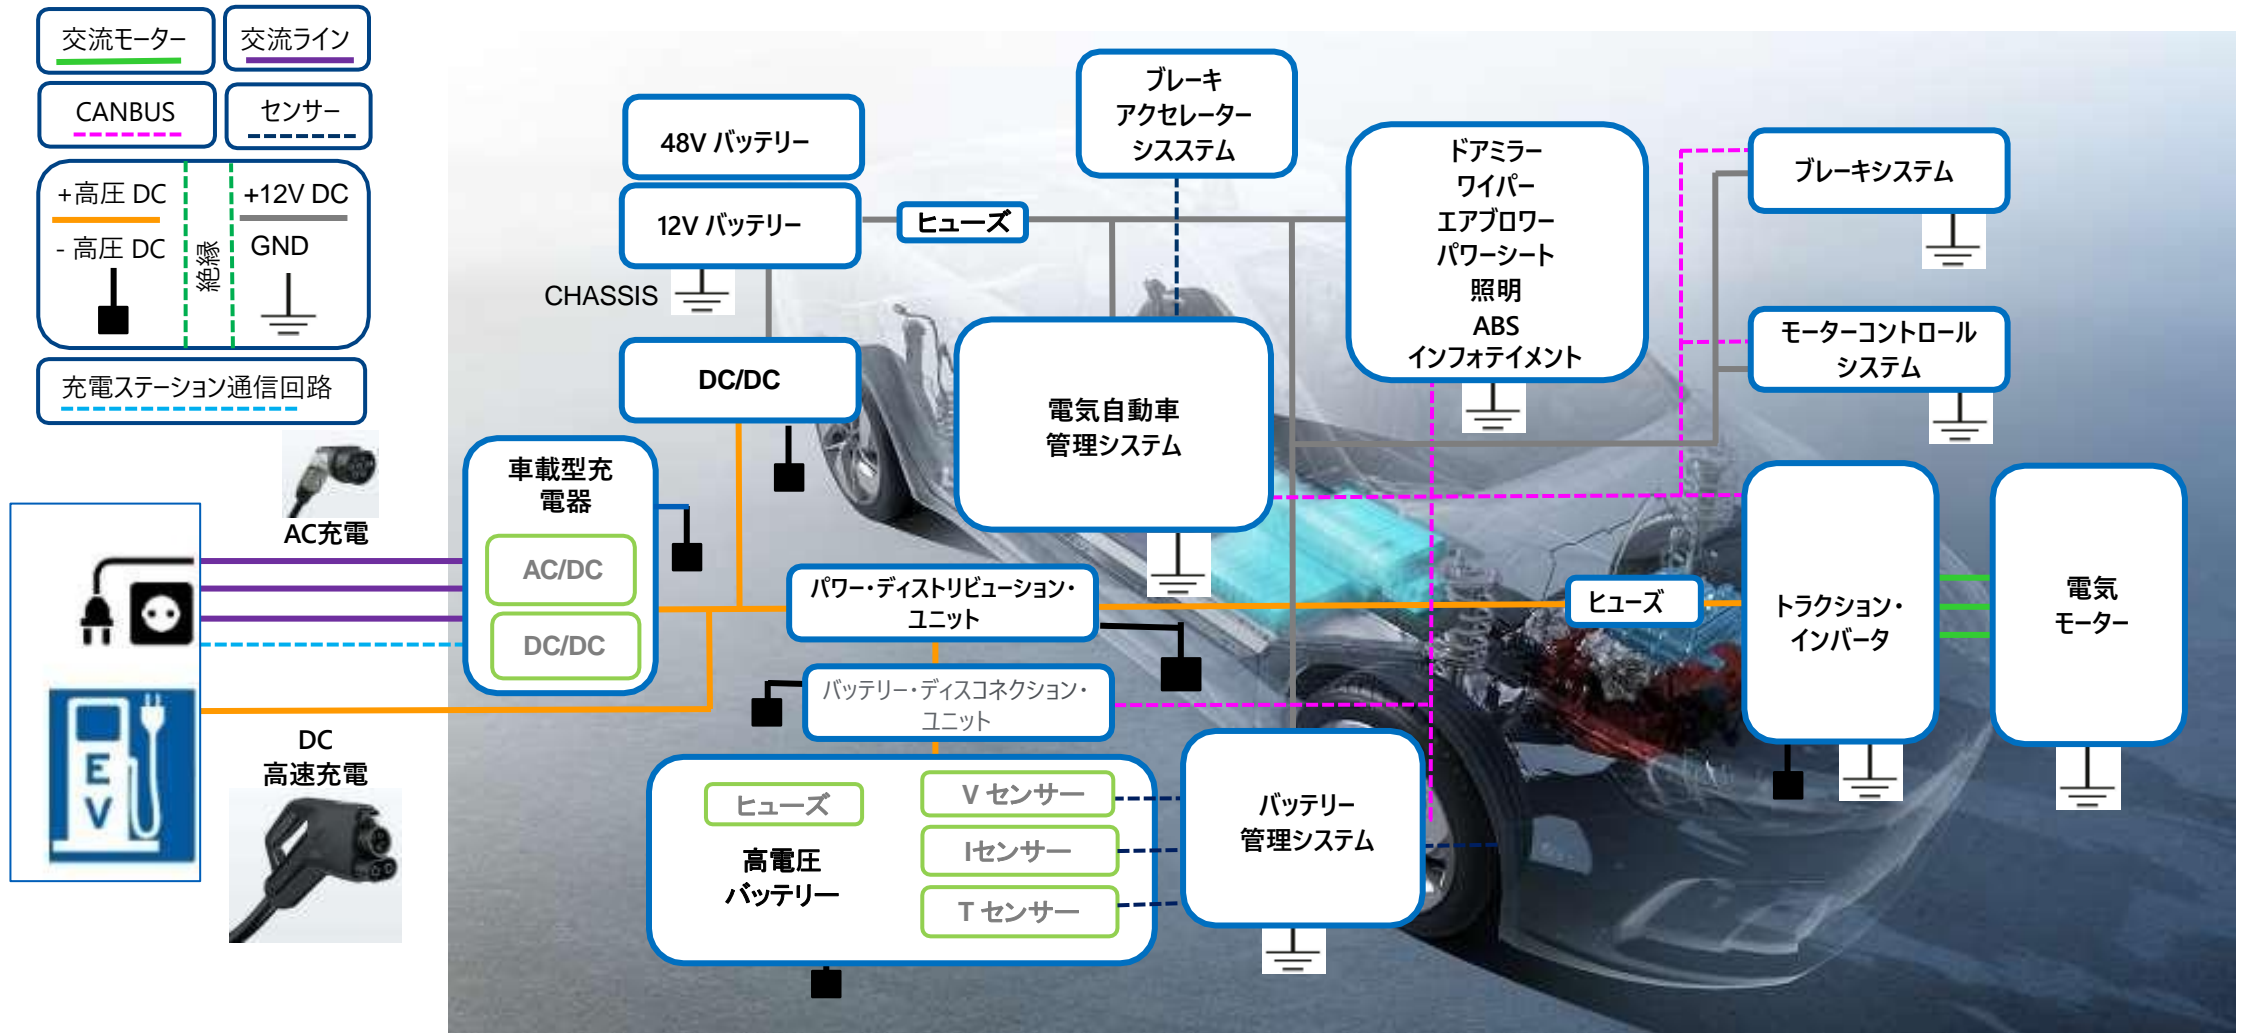 交流モーター
交流ライン
CANBUS
センサー
+高圧 DC
- 高圧 DC
絶縁
+12V DC
GND
充電ステーション通信回路
48V バッテリー
12V バッテリー
ヒューズ
CHASSIS
DC/DC
ブレーキ
アクセレーター
シスステム
電気自動車
管理システム
ドアミラー
ワイパー
エアブロワー
パワーシート
照明
ABS
インフォテイメント
ブレーキシステム
モーターコントロール
システム
AC充電
車載型充
電器
AC/DC
DC/DC
E
V
DC
高速充電
パワー・ディストリビューション・
ユニット
バッテリー・ディスコネクション・
ユニット
ヒューズ
高電圧
バッテリー
V センサー
Iセンサー
T センサー
バッテリー
管理システム
ヒューズ
トラクション・
インバータ
電気
モーター